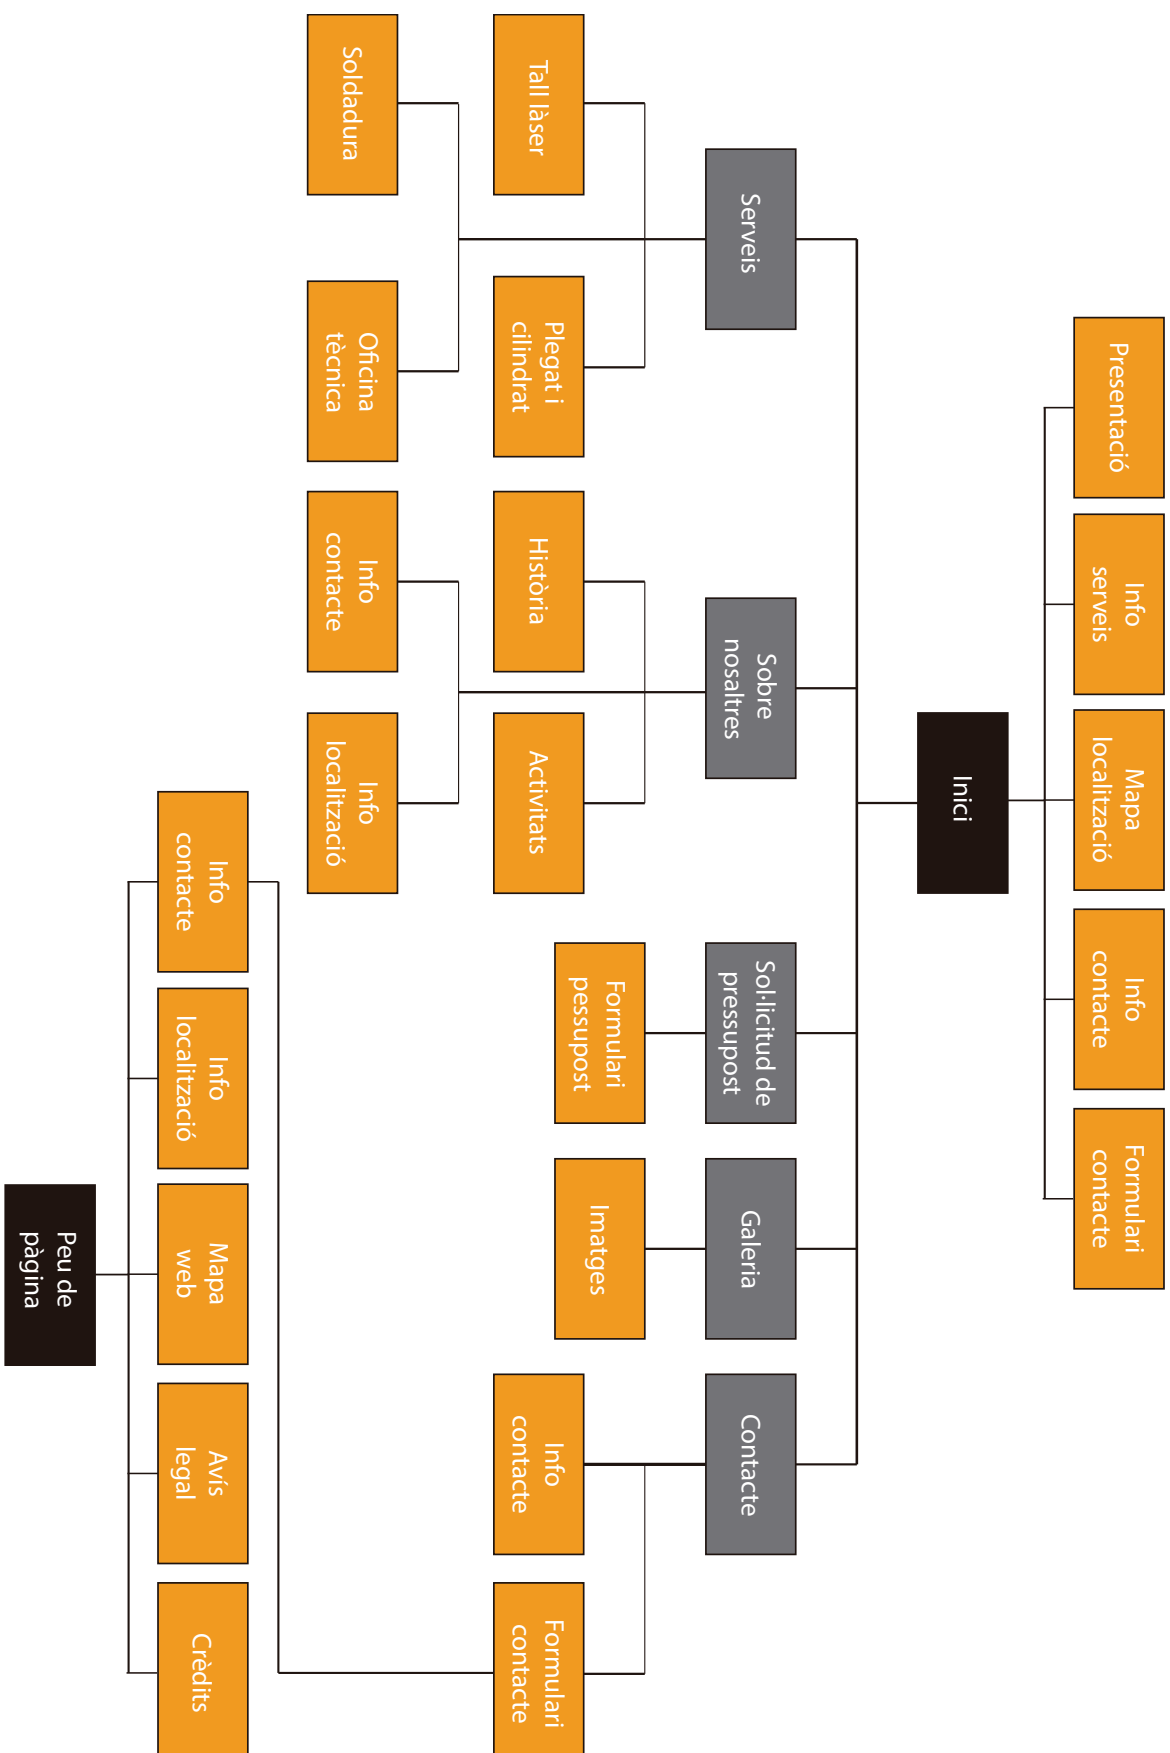 Presentació
Info
serveis
Mapa
localització
Info
contacte
Formulari
contacte
Inici
Serveis
Sobre
nosaltres
Sol·licitud de
pressupost
Galeria
Contacte
Tall làser
Plegat i
cilindrat
Història
Activitats
Formulari
pessupost
Imatges
Info
contacte
Formulari
contacte
Soldadura
Oficina
tècnica
Info
contacte
Info
localització
Info
contacte
Info
localització
Mapa
web
Avís
legal
Crèdits
Peu de
pàgina